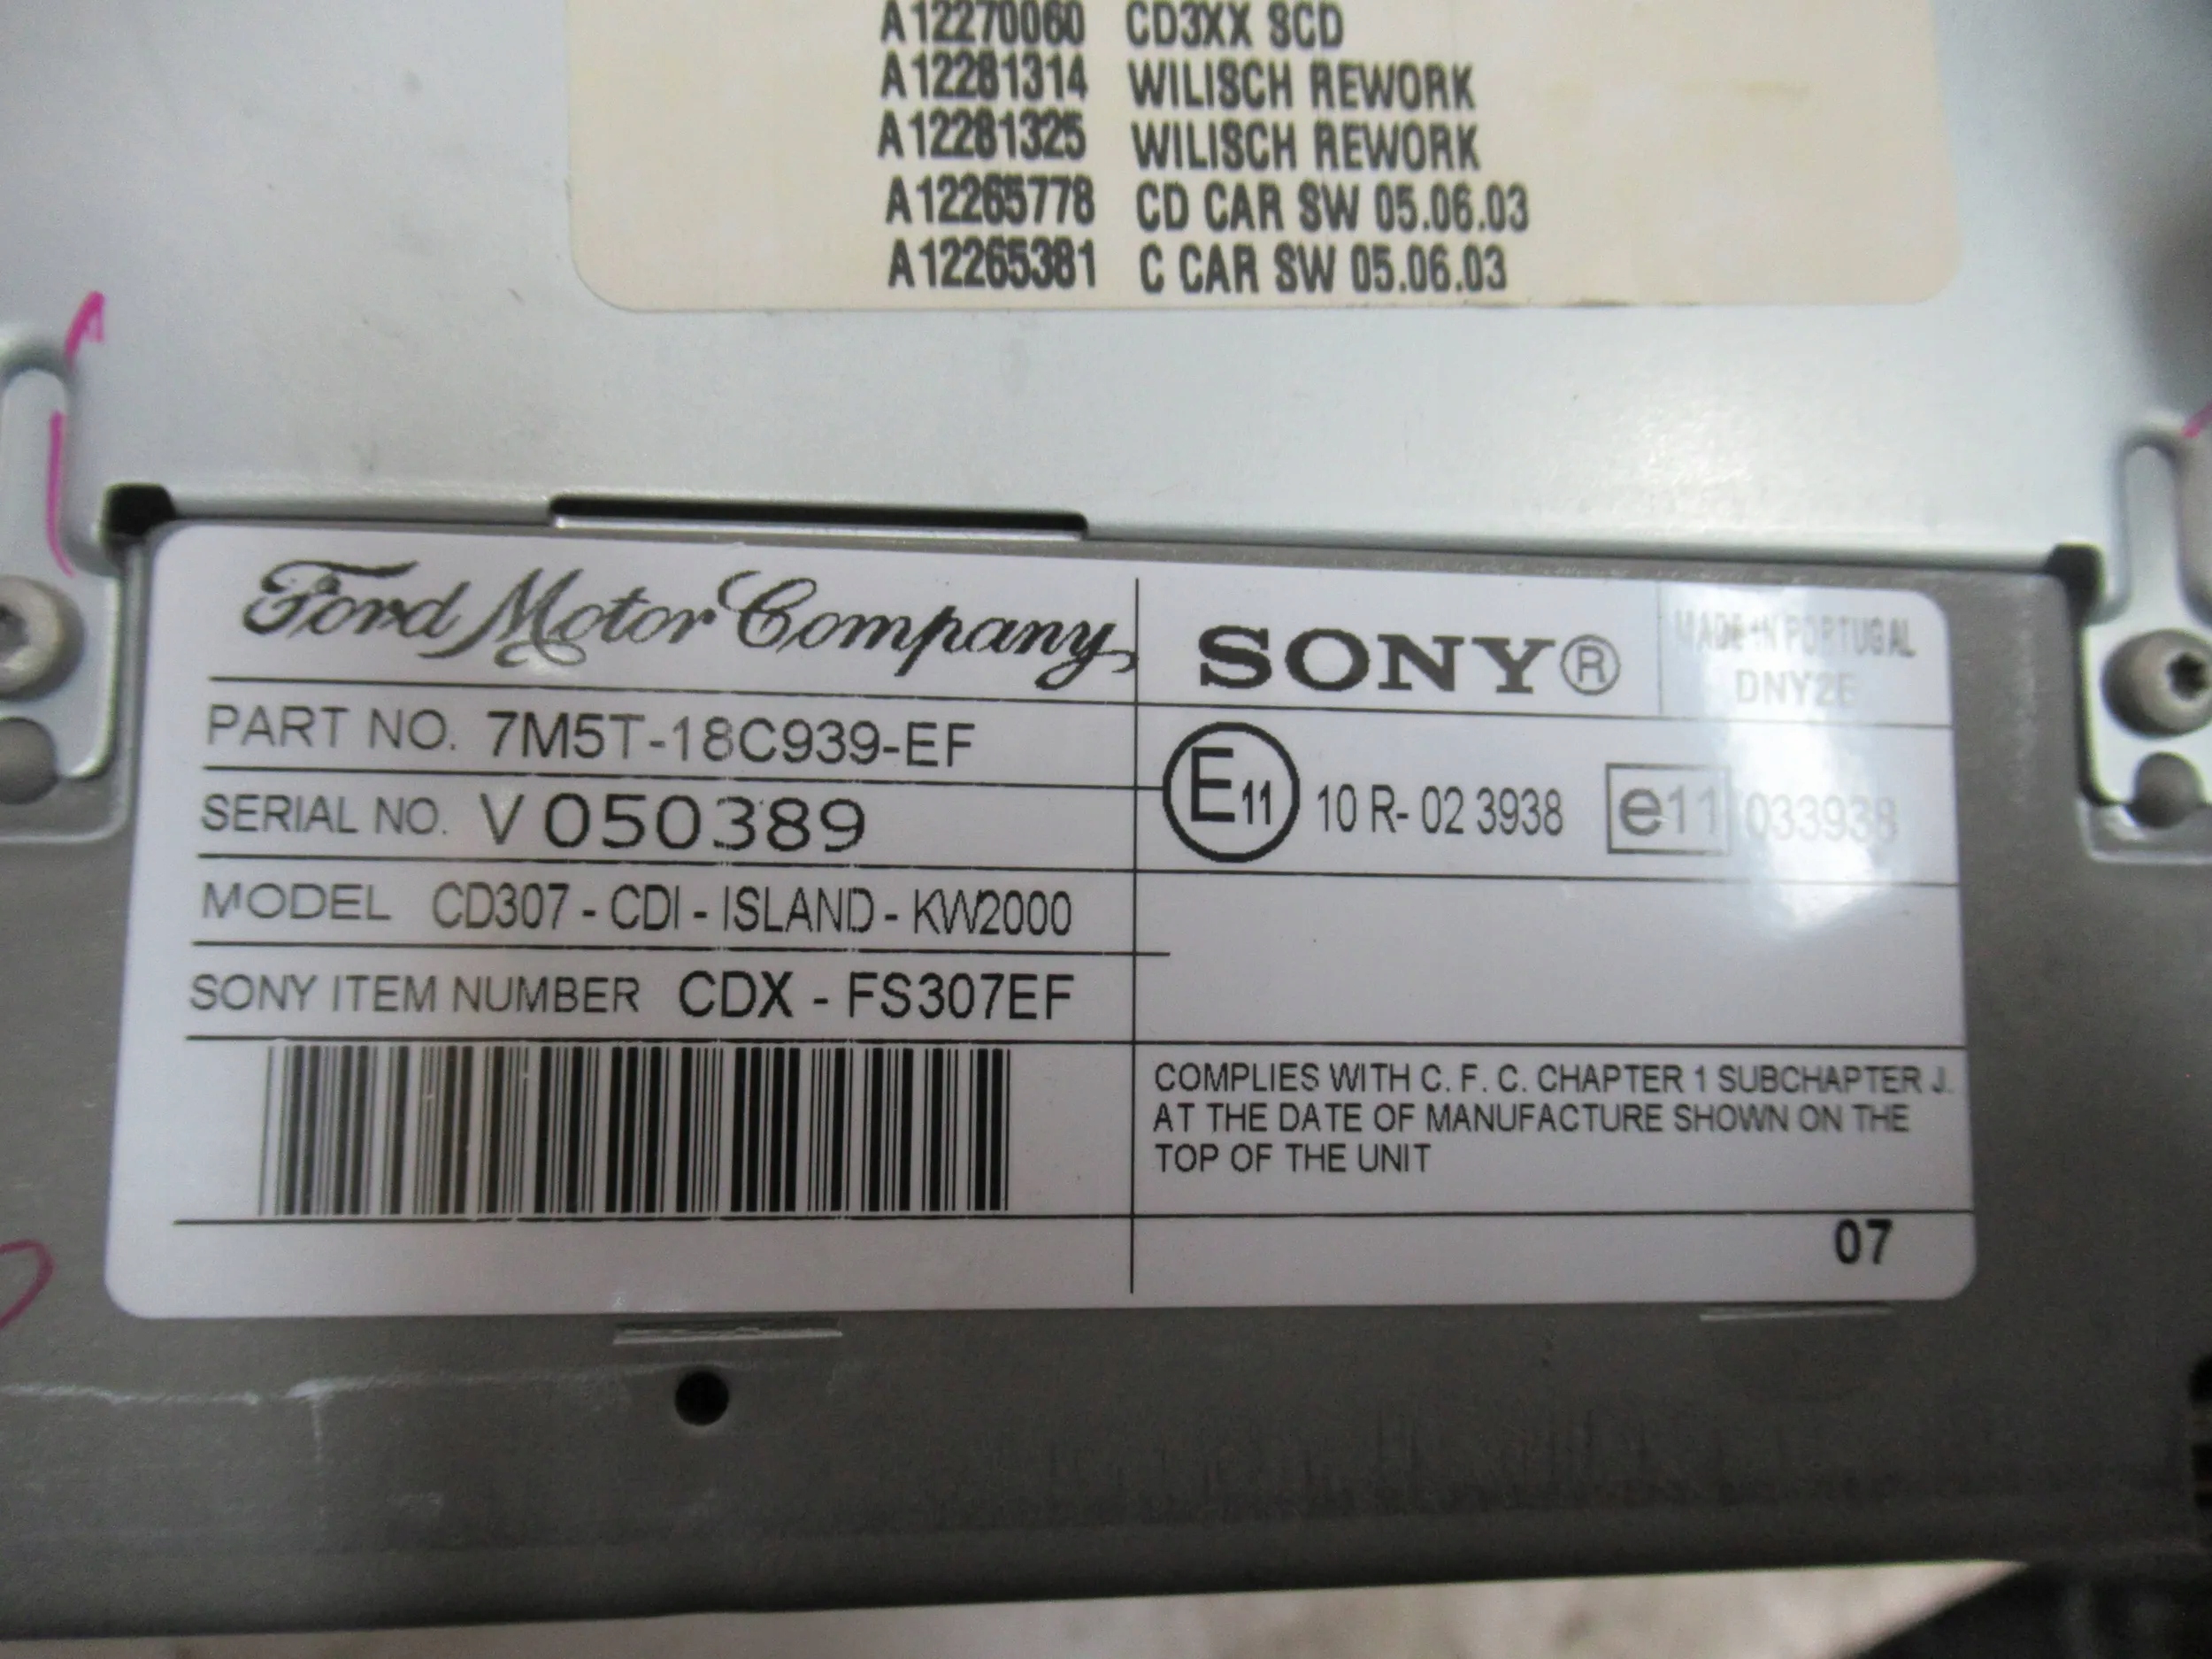 A12270060 CD3XX SCD
A12281314 WILISCH REWORK
A12281325 WILISCH REWORK
A12265778 CD CAR SW 05.06.03
A12265381 C CAR SW 05.06.03
Ford Motor Company,
PART NO. 7M5T-18C939-EF
SERIAL NO. V 050389
MODEL CD307 - CDI - ISLAND - KW2000
SONY ITEM NUMBER CDX - FS307EF
SONY®
MADE IN PORTUGAL
E11 10 R- 02 3938 e11 033938
COMPLIES WITH C. F. C. CHAPTER 1 SUBCHAPTER J.
AT THE DATE OF MANUFACTURE SHOWN ON THE
TOP OF THE UNIT
07